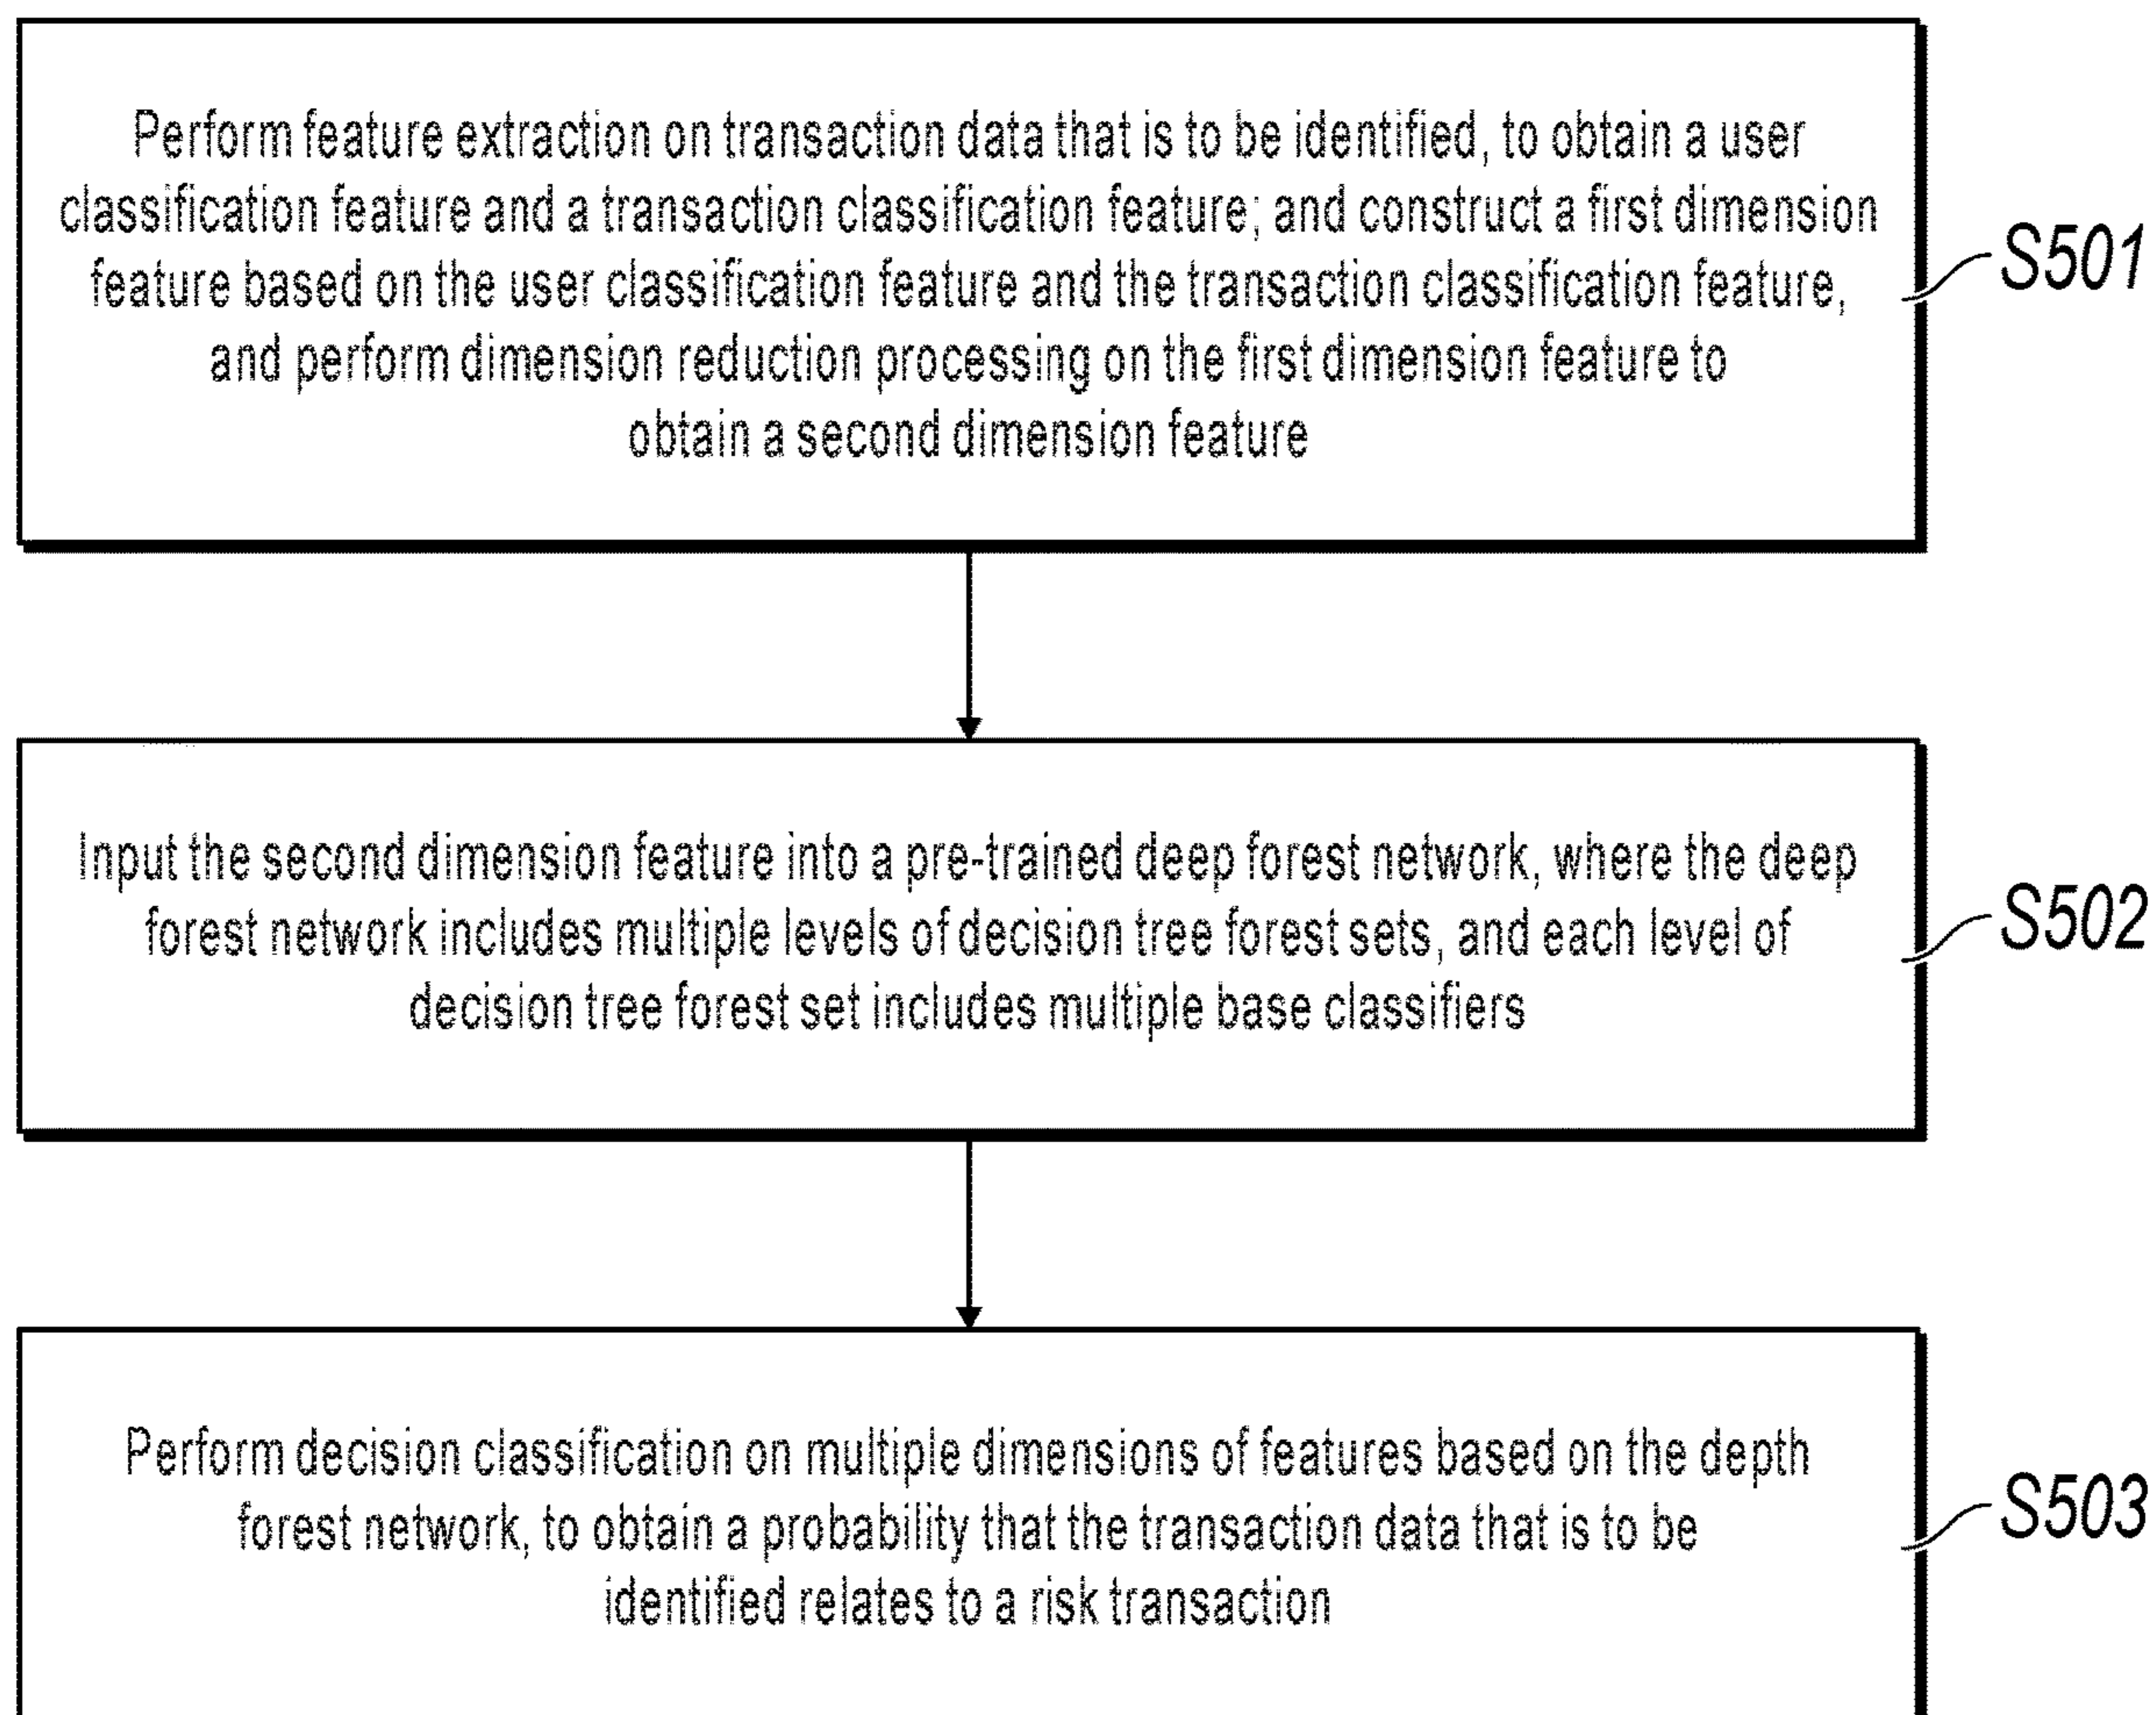 Perform feature extraction on transaction data that is to be identified, to obtain a user
classification feature and a transaction classification feature; and construct a first dimension
feature based on the user classification feature and the transaction classification feature,
and perform dimension reduction processing on the first dimension feature to
obtain a second dimension feature
S501
Input the second dimension feature into a pre-trained deep forest network, where the deep
forest network includes multiple levels of decision tree forest sets, and each level of
decision tree forest set includes multiple base classifiers
S502
Perform decision classification on multiple dimensions of features based on the depth
forest network, to obtain a probability that the transaction data that is to be
identified relates to a risk transaction
S503